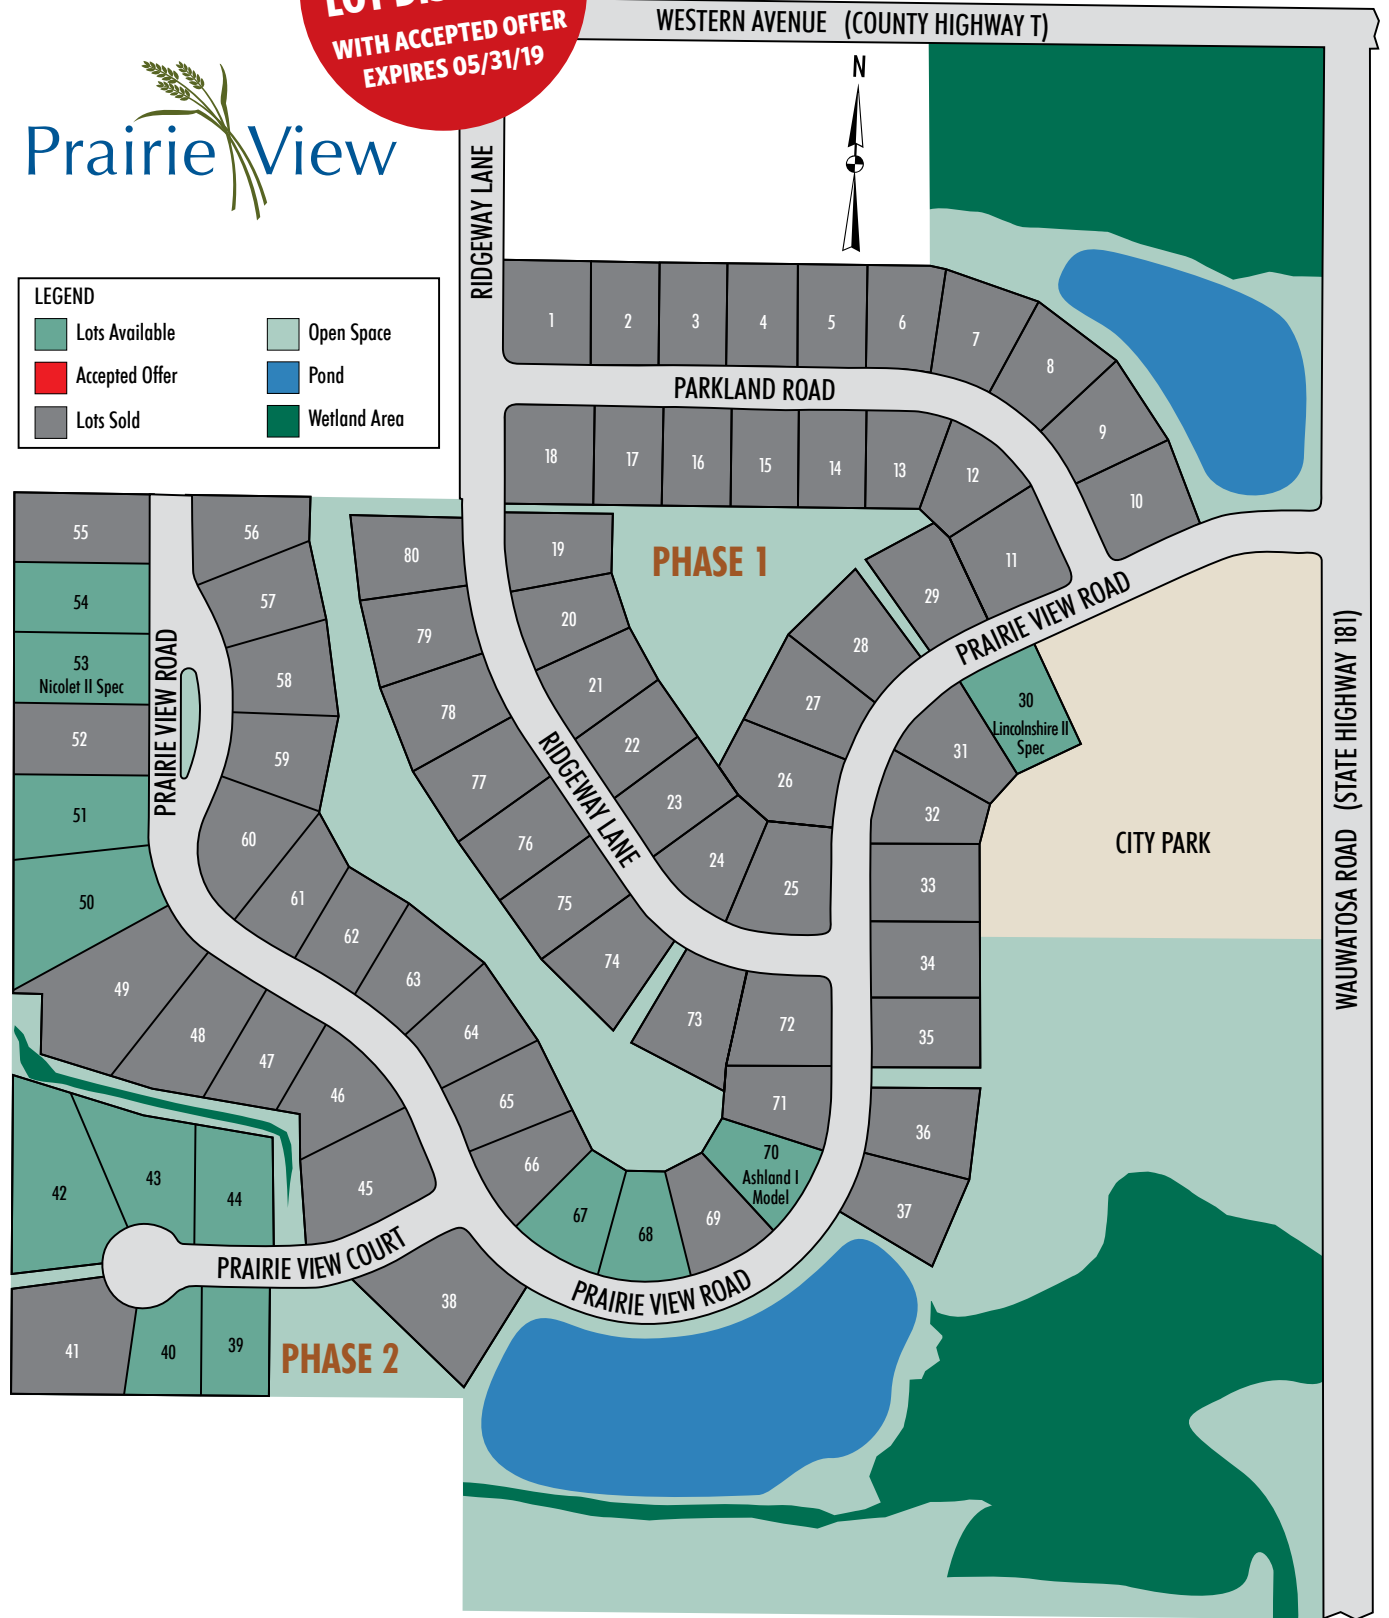 WITH ACCEPTED OFFER
EXPIRES 05/31/19
WESTERN AVENUE (COUNTY HIGHWAY T)
N
Prairie View
RIDGEWAY LANE
LEGEND
Lots Available
Open Space
Accepted Offer
Pond
Lots Sold
Wetland Area
1
2
3
4
5
6
7
8
9
10
PARKLAND ROAD
18
17
16
15
14
13
12
11
55
54
53
Nicolet II Spec
52
51
50
49
48
47
46
45
PRAIRIE VIEW ROAD
56
57
58
59
60
61
62
63
64
65
66
67
68
69
70
Ashland I
Model
71
72
73
74
75
76
77
78
79
80
RIDGEWAY LANE
19
20
21
22
23
24
25
26
27
28
29
PHASE 1
PRAIRIE VIEW ROAD
30
Lincolnshire II
Spec
31
32
33
34
35
36
37
CITY PARK
WAUWATOSA ROAD (STATE HIGHWAY 181)
42
43
44
PRAIRIE VIEW COURT
41
40
39
PHASE 2
38
PRAIRIE VIEW ROAD